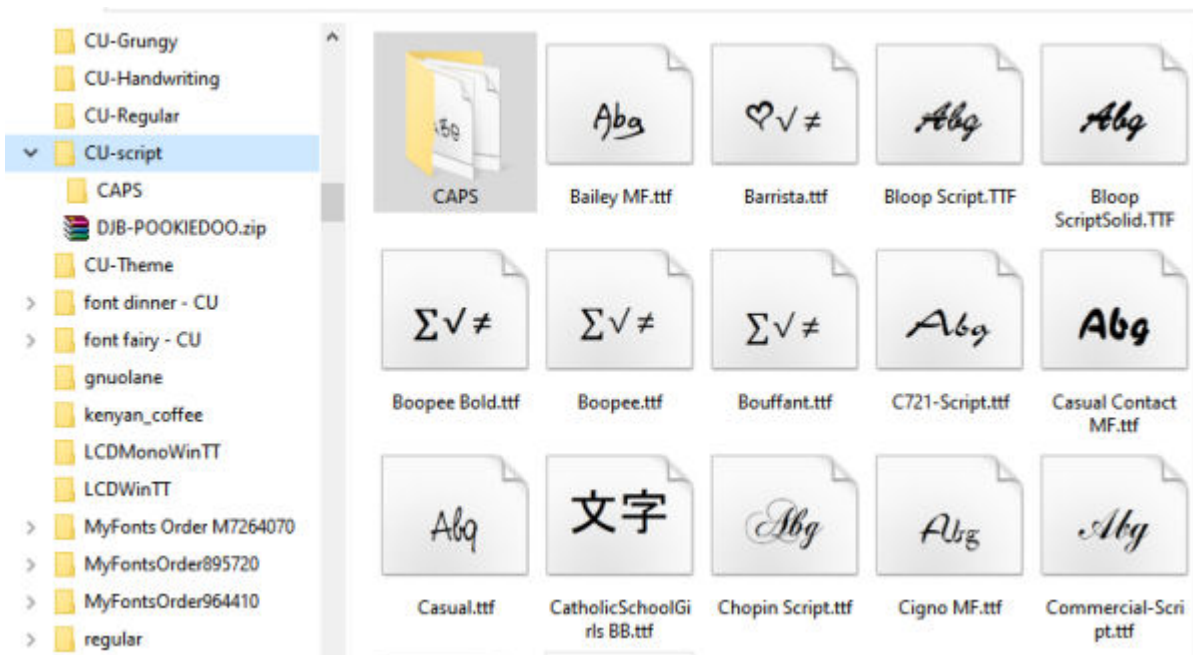 CU-Grungy
CU-Handwriting
CU-Regular
CU-script
CAPS
DJB-POOKIEDOO.zip
CU-Theme
font dinner - CU
font fairy - CU
gnuolane
kenyan_coffee
LCDMonoWinTT
LCDWinTT
MyFonts Order M7264070
MyFontsOrder895720
MyFontsOrder964410
regular
ABG
Abg
♡√≠
Abg
Abg
CAPS
Bailey MF.ttf
Barrista.ttf
Bloop Script.TTF
Bloop
ScriptSolid.TTF
∑√≠
∑√≠
∑√≠
Abg
Abg
Boopee Bold.ttf
Boopee.ttf
Bouffant.ttf
C721-Script.ttf
Casual Contact
MF.ttf
Abg
文字
Abg
Abg
Abg
Casual.ttf
CatholicSchoolGi
rls BB.ttf
Chopin Script.ttf
Cigno MF.ttf
Commercial-Scri
pt.ttf